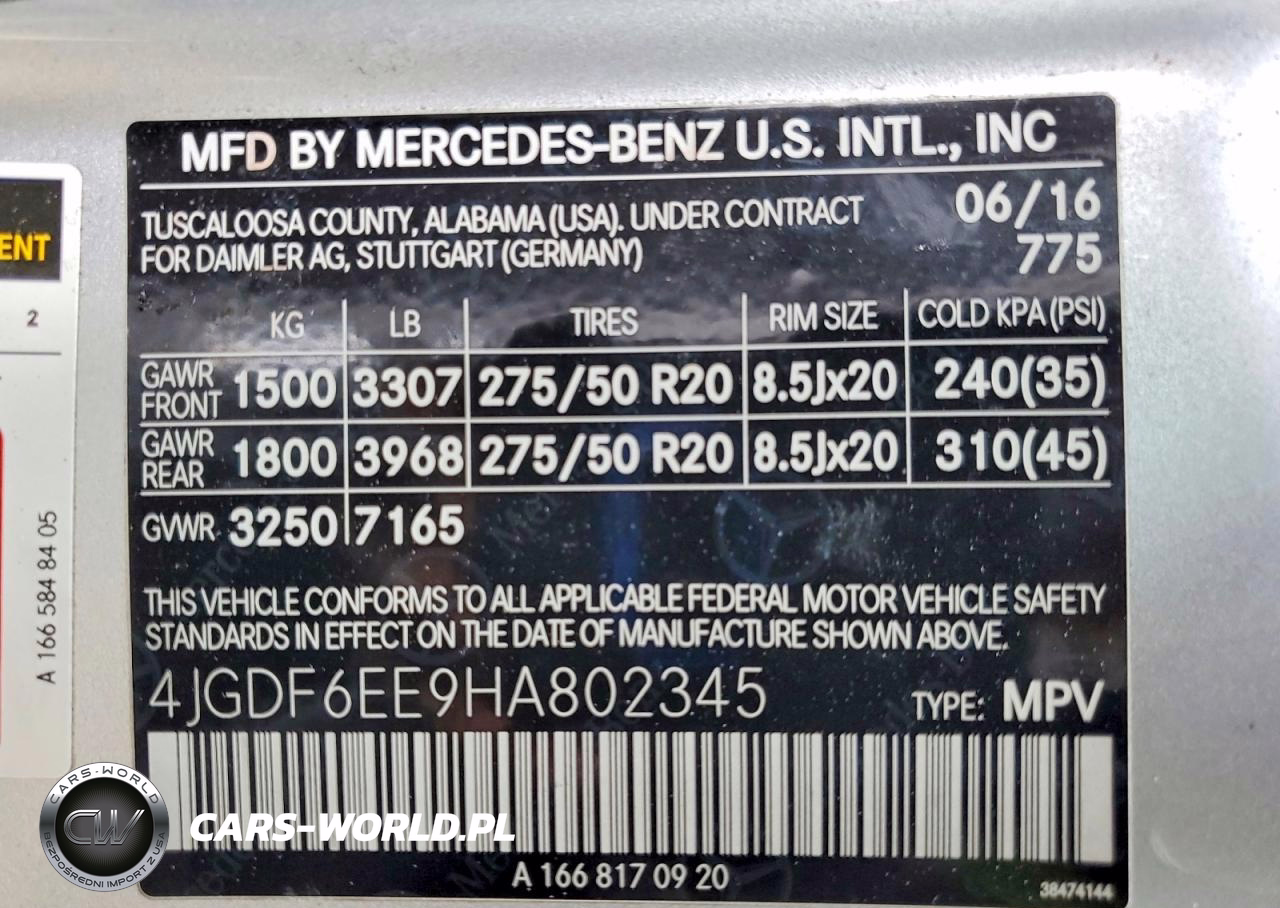 MFD BY MERCEDES-BENZ U.S. INTL., INC
TUSCALOOSA COUNTY, ALABAMA (USA). UNDER CONTRACT
FOR DAIMLER AG, STUTTGART (GERMANY)
06/16
775
KG LB TIRES RIM SIZE COLD KPA (PSI)
GAWR FRONT 1500 3307 275/50 R20 8.5Jx20 240(35)
GAWR REAR 1800 3968 275/50 R20 8.5Jx20 310(45)
GVWR 3250 7165
THIS VEHICLE CONFORMS TO ALL APPLICABLE FEDERAL MOTOR VEHICLE SAFETY
STANDARDS IN EFFECT ON THE DATE OF MANUFACTURE SHOWN ABOVE.
4JGDF6EE9HA802345 TYPE: MPV
A 166 817 09 20
38474144
ENT
2
A 166 584 84 05
CARS-WORLD
CW
BEZPOŚREDNI IMPORT Z USA
CARS-WORLD.PL